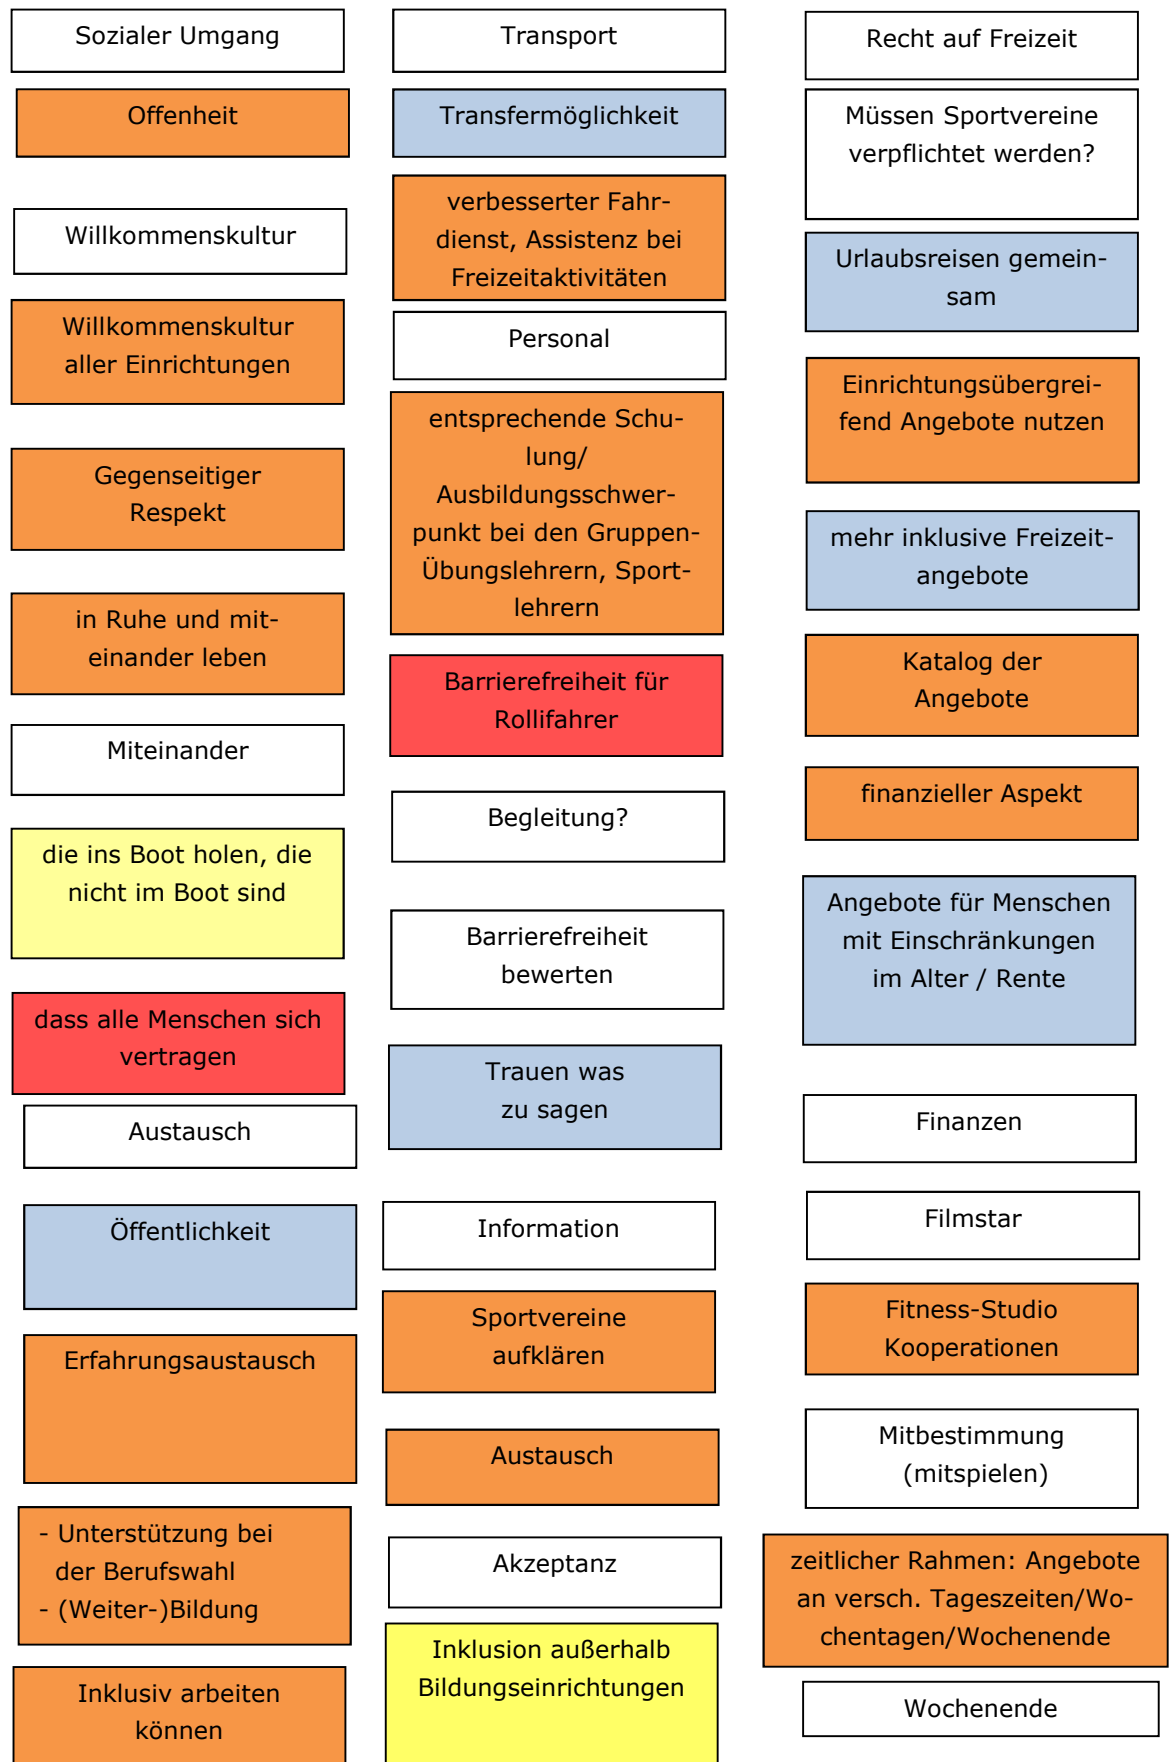 Sozialer Umgang
Offenheit
Willkommenskultur
Willkommenskultur
aller Einrichtungen
Gegenseitiger
Respekt
in Ruhe und mit-
einander leben
Miteinander
die ins Boot holen, die
nicht im Boot sind
dass alle Menschen sich
vertragen
Austausch
Öffentlichkeit
Erfahrungsaustausch
- Unterstützung bei
der Berufswahl
- (Weiter-)Bildung
Inklusiv arbeiten
können
Transport
Transfermöglichkeit
verbesserter Fahr-
dienst, Assistenz bei
Freizeitaktivitäten
Personal
entsprechende Schu-
lung/
Ausbildungsschwer-
punkt bei den Gruppen-
Übungslehrern, Sport-
lehrern
Barrierefreiheit für
Rollifahrer
Begleitung?
Barrierefreiheit
bewerten
Trauen was
zu sagen
Information
Sportvereine
aufklären
Austausch
Akzeptanz
Inklusion außerhalb
Bildungseinrichtungen
Recht auf Freizeit
Müssen Sportvereine
verpflichtet werden?
Urlaubsreisen gemein-
sam
Einrichtungsübergrei-
fend Angebote nutzen
mehr inklusive Freizeit-
angebote
Katalog der
Angebote
finanzieller Aspekt
Angebote für Menschen
mit Einschränkungen
im Alter / Rente
Finanzen
Filmstar
Fitness-Studio
Kooperationen
Mitbestimmung
(mitspielen)
zeitlicher Rahmen: Angebote
an versch. Tageszeiten/Wo-
chentagen/Wochenende
Wochenende